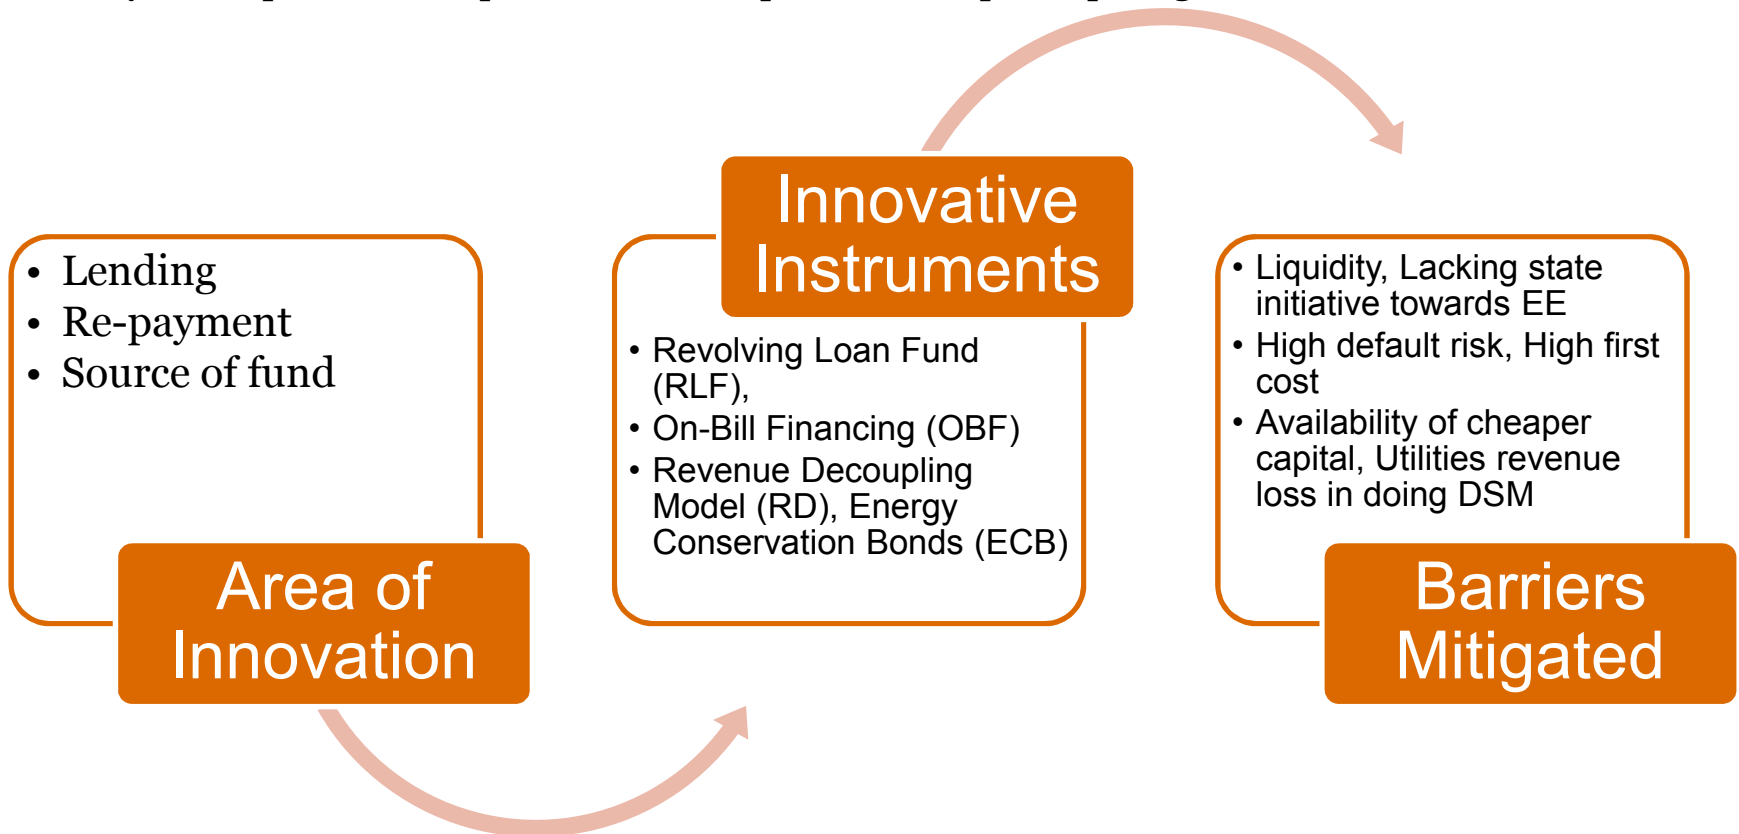 • Lending
• Re-payment
• Source of fund
Area of
Innovation
Innovative
Instruments
• Revolving Loan Fund
(RLF),
• On-Bill Financing (OBF)
• Revenue Decoupling
Model (RD), Energy
Conservation Bonds (ECB)
• Liquidity, Lacking state
initiative towards EE
• High default risk, High first
cost
• Availability of cheaper
capital, Utilities revenue
loss in doing DSM
Barriers
Mitigated